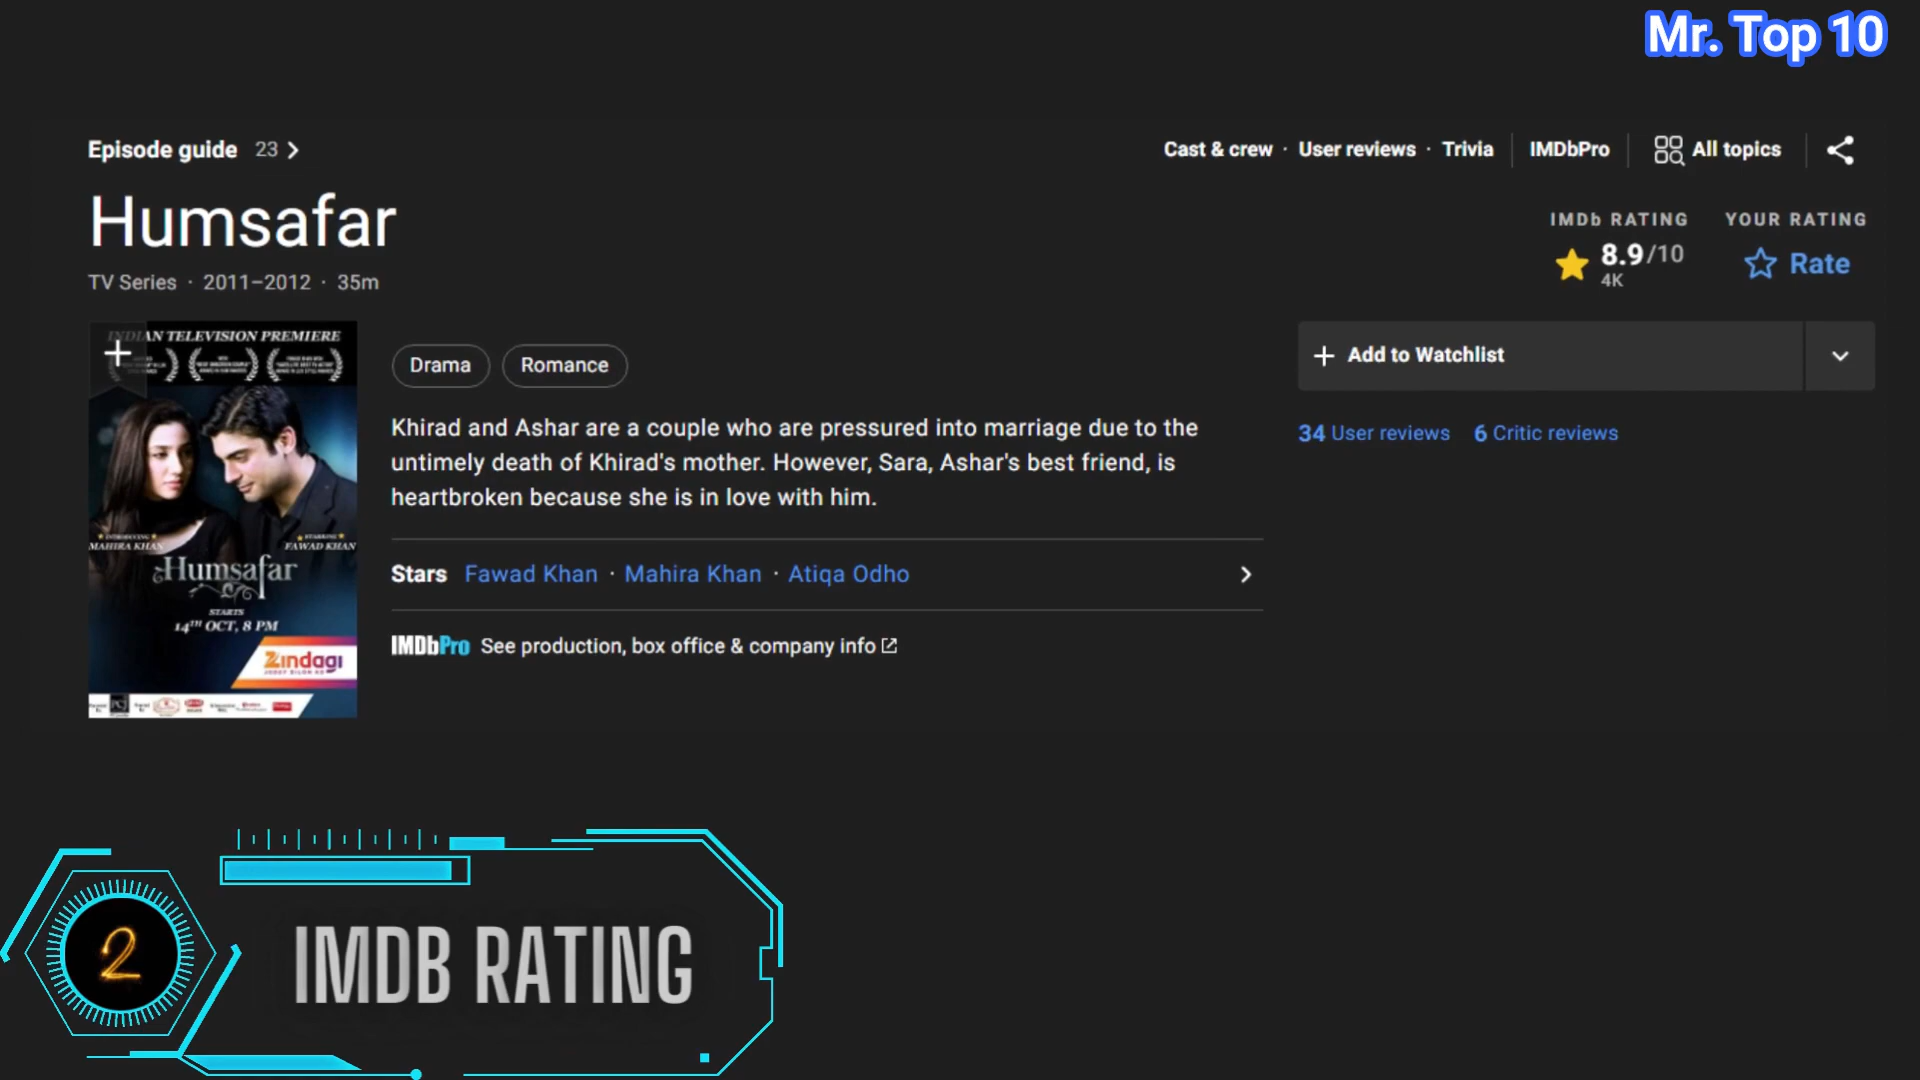 Mr. Top 10
Episode guide 23
Cast & crew · User reviews · Trivia IMDbPro All topics
Humsafar
IMDb RATING YOUR RATING
8.9/10 Rate
4K
TV Series · 2011–2012 · 35m
INDIAN TELEVISION PREMIERE
Drama Romance
Add to Watchlist
Khirad and Ashar are a couple who are pressured into marriage due to the
untimely death of Khirad's mother. However, Sara, Ashar's best friend, is
heartbroken because she is in love with him.
34 User reviews 6 Critic reviews
INTRODUCING STARRING
MAHIRA KHAN FAWAD KHAN
Humsafar
STARTS
14TH OCT, 8 PM
Zindagi
Stars Fawad Khan · Mahira Khan · Atiqa Odho
IMDbPro See production, box office & company info
2
IMDB RATING